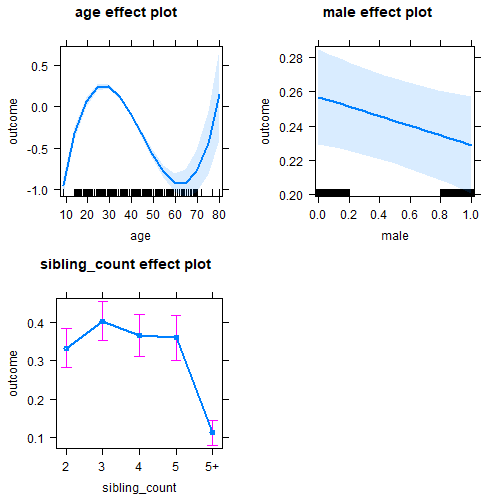 age effect plot
outcome
0.5
0.0
-0.5
-1.0
10 20 30 40 50 60 70 80
age
male effect plot
outcome
0.28
0.26
0.24
0.22
0.20
0.0 0.2 0.4 0.6 0.8 1.0
male
sibling_count effect plot
outcome
0.4
0.3
0.2
0.1
2 3 4 5 5+
sibling_count